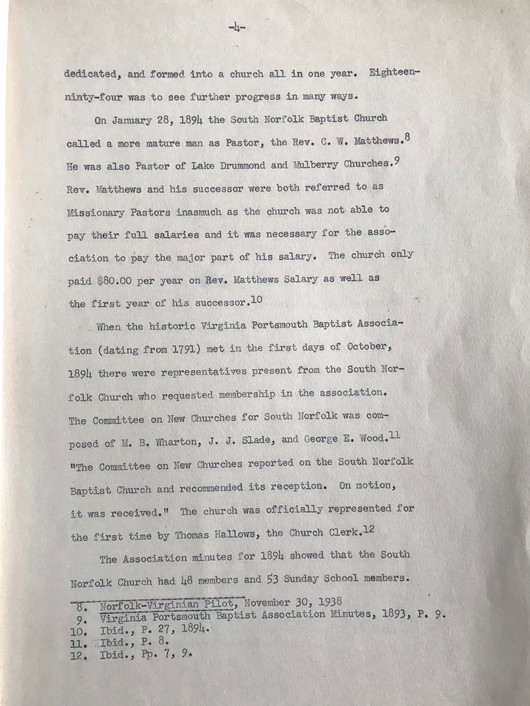 -4-
dedicated, and formed into a church all in one year. Eighteen-
ninty-four was to see further progress in many ways.
On January 28, 1894 the South Norfolk Baptist Church
called a more mature man as Pastor, the Rev. C. W. Matthews.8
He was also Pastor of Lake Drummond and Mulberry Churches.9
Rev. Matthews and his successor were both referred to as
Missionary Pastors inasmuch as the church was not able to
pay their full salaries and it was necessary for the asso-
ciation to pay the major part of his salary. The church only
paid $80.00 per year on Rev. Matthews Salary as well as
the first year of his successor.10
When the historic Virginia Portsmouth Baptist Associa-
tion (dating from 1791) met in the first days of October,
1894 there were representatives present from the South Nor-
folk Church who requested membership in the association.
The Committee on New Churches for South Norfolk was com-
posed of M. B. Wharton, J. J. Slade, and George E. Wood.11
"The Committee on New Churches reported on the South Norfolk
Baptist Church and recommended its reception. On motion,
it was received." The church was officially represented for
the first time by Thomas Hallows, the Church Clerk.12
The Association minutes for 1894 showed that the South
Norfolk Church had 48 members and 53 Sunday School members.
8. Norfolk-Virginian Pilot, November 30, 1938
9. Virginia Portsmouth Baptist Association Minutes, 1893, P. 9.
10. Ibid., P. 27, 1894.
11. Ibid., P. 8.
12. Ibid., Pp. 7, 9.